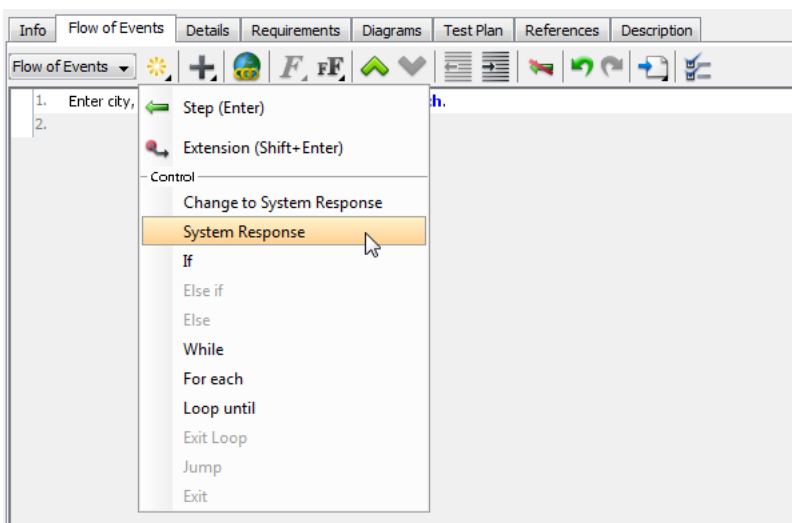 Info Flow of Events Details Requirements Diagrams Test Plan References Description
Flow of Events F FF
1. Enter city, h.
2.
Step (Enter)
Extension (Shift+Enter)
Control
Change to System Response
System Response
If
Else if
Else
While
For each
Loop until
Exit Loop
Jump
Exit